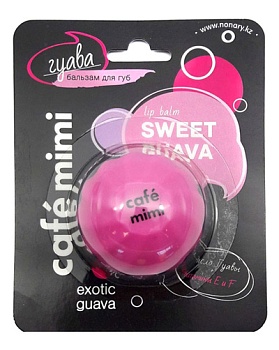 www.nonary.kz
гуава
бальзам для губ
lip balm
SWEET
GUAVA
café mimi
café
mimi
exotic
guava
E и F